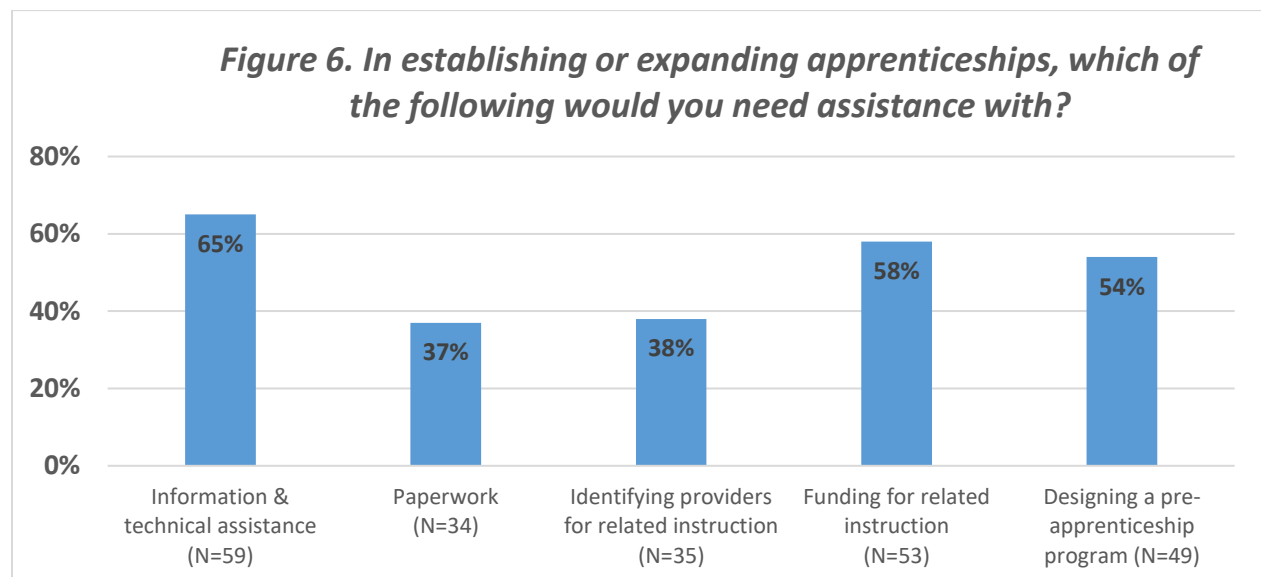 Figure 6. In establishing or expanding apprenticeships, which of
the following would you need assistance with?
80%
60%
40%
20%
0%
65%
37%
38%
58%
54%
Information &
technical assistance
(N=59)
Paperwork
(N=34)
Identifying providers
for related instruction
(N=35)
Funding for related
instruction
(N=53)
Designing a pre-
apprenticeship
program (N=49)